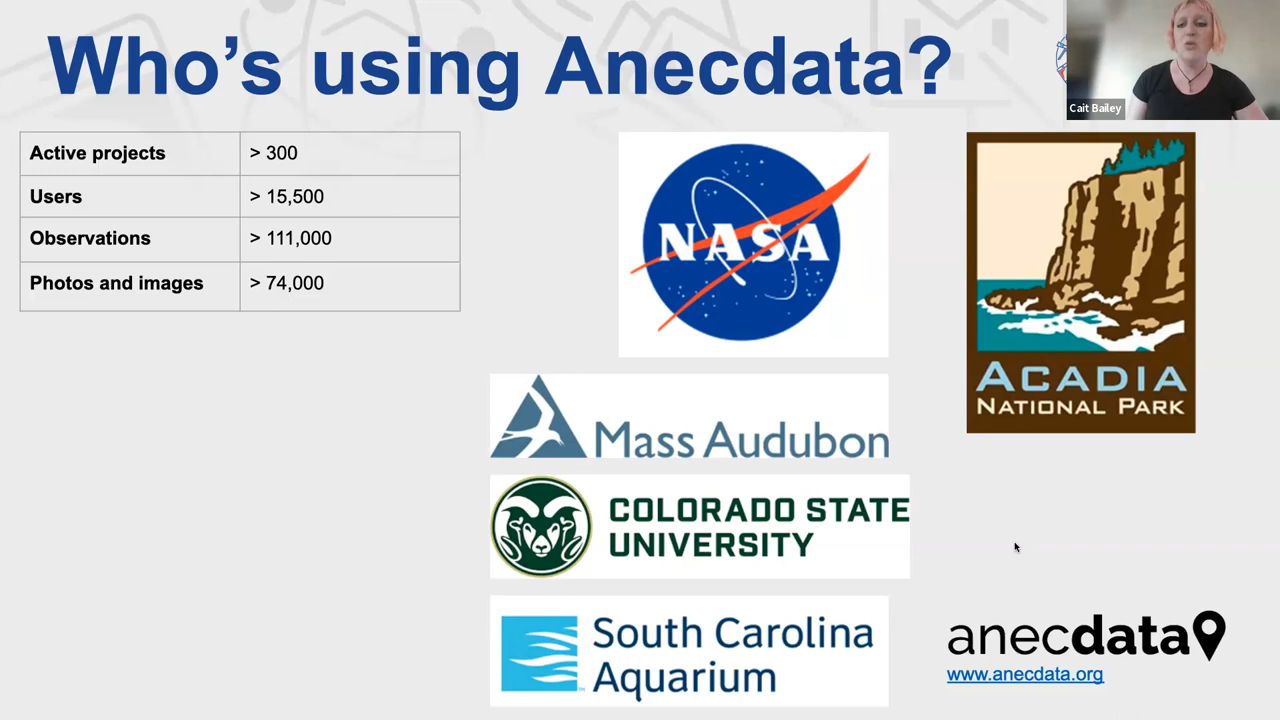 Who's using Anecdata?
Cait Bailey
Active projects > 300
Users > 15,500
Observations > 111,000
Photos and images > 74,000
NASA
ACADIA
NATIONAL PARK
Mass Audubon
COLORADO STATE
UNIVERSITY
South Carolina
Aquarium
anecdata
www.anecdata.org